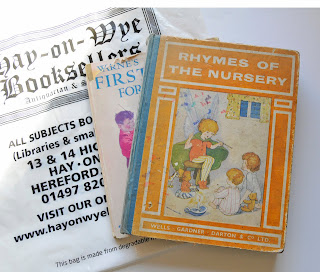 Hay-on-Wye
Booksellers
Antiquarian & S
ALL SUBJECTS BO
(Libraries & sma
13 & 14 HIG
HAY-ON
HEREFORD
01497 82
VISIT OUR O
www.hayonwye
This bag is made from degradable
WARNE'S
FIRST
FOR
RHYMES OF
THE NURSERY
WELLS·GARDNER·DARTON & Co LTD